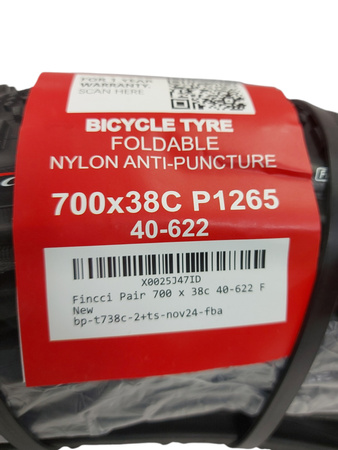 FOR 1 YEAR
WARRANTY.
SCAN HERE
BICYCLE TYRE
FOLDABLE
NYLON ANTI-PUNCTURE
700x38C P1265
40-622
X0025J47ID
Fincci Pair 700 x 38c 40-622 F
New
bp-t738c-2+ts-nov24-fba